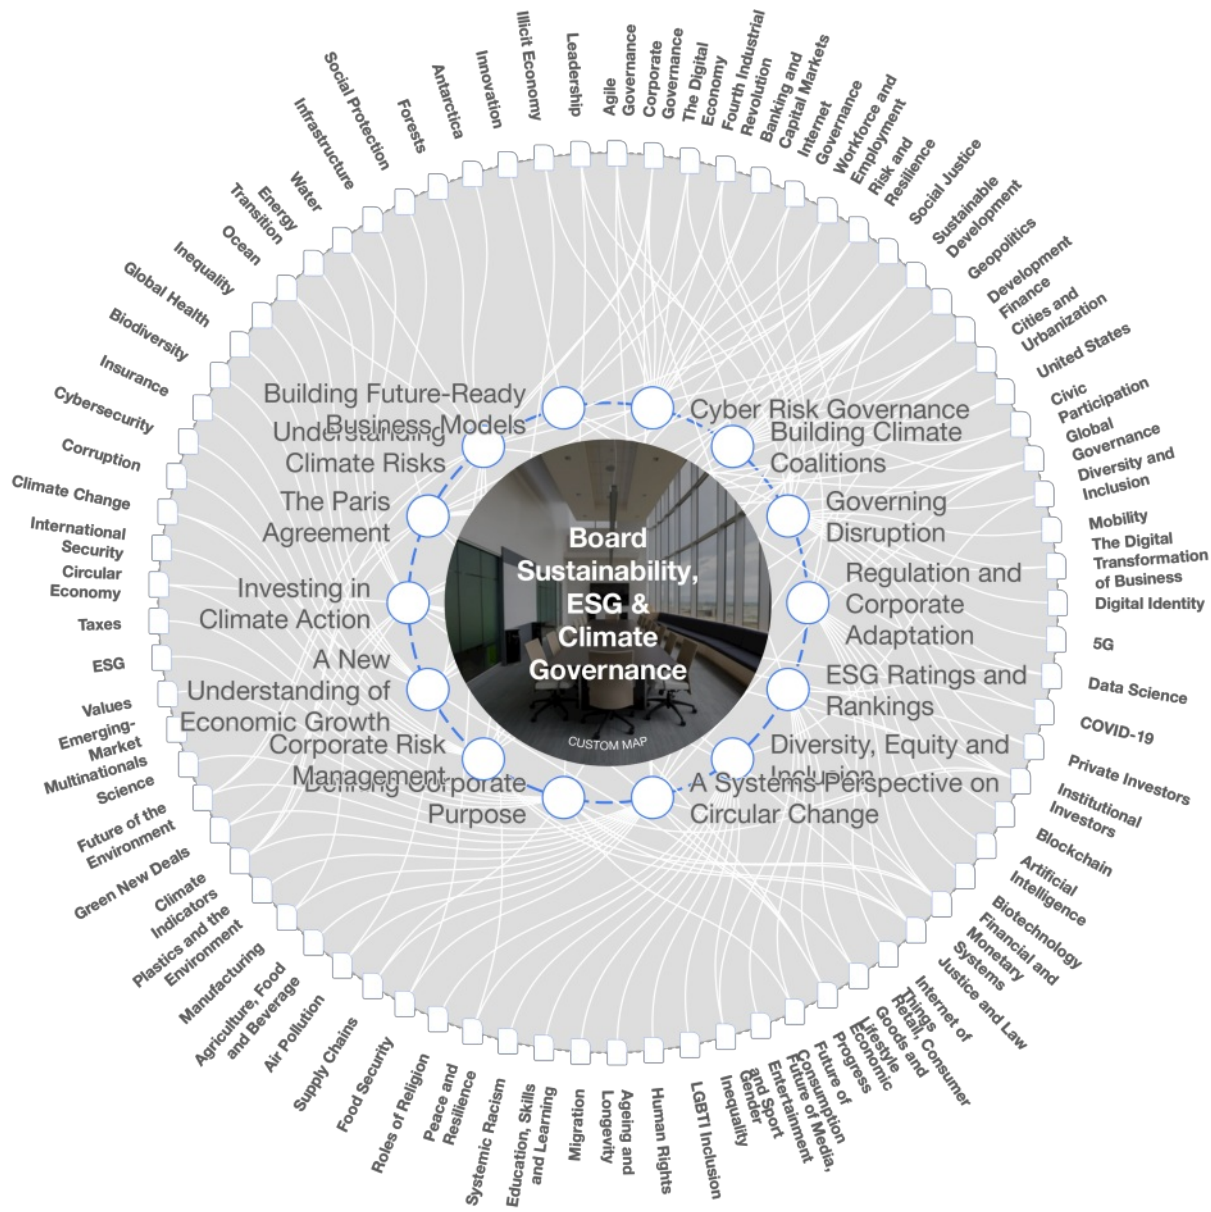 Illicit Economy
Leadership
Agile
Governance
Corporate
Governance
The Digital
Economy
Fourth Industrial
Revolution
Banking and
Capital Markets
Internet
Governance
Workforce and
Employment
Risk and
Resilience
Social Justice
Sustainable
Development
Geopolitics
Development
Finance
Cities and
Urbanization
United States
Civic
Participation
Global
Governance
Diversity and
Inclusion
Mobility
The Digital
Transformation
of Business
Digital Identity
5G
Data Science
COVID-19
Private Investors
Institutional
Investors
Blockchain
Artificial
Intelligence
Biotechnology
Financial and
Monetary
Systems
Justice and Law
Internet of
Things
Retail, Consumer
Goods and
Lifestyle
Economic
Progress
Future of
Consumption
Future of Media,
Entertainment
and Sport
Gender
Inequality
LGBTI Inclusion
Human Rights
Ageing and
Longevity
Migration
Education, Skills
and Learning
Systemic Racism
Peace and
Resilience
Roles of Religion
Food Security
Supply Chains
Air Pollution
Agriculture, Food
and Beverage
Manufacturing
Plastics and the
Environment
Climate
Indicators
Green New Deals
Future of the
Environment
Science
Emerging-
Market
Multinationals
Values
ESG
Taxes
Circular
Economy
International
Security
Climate Change
Corruption
Cybersecurity
Insurance
Biodiversity
Global Health
Inequality
Ocean
Energy
Transition
Water
Infrastructure
Social Protection
Forests
Antarctica
Innovation
Building Future-Ready
Business Models
Understanding
Climate Risks
The Paris
Agreement
Investing in
Climate Action
A New
Understanding of
Economic Growth
Corporate Risk
Management
Defining Corporate
Purpose
Cyber Risk Governance
Building Climate
Coalitions
Governing
Disruption
Regulation and
Corporate
Adaptation
ESG Ratings and
Rankings
Diversity, Equity and
Inclusion
A Systems Perspective on
Circular Change
Board
Sustainability,
ESG &
Climate
Governance
CUSTOM MAP